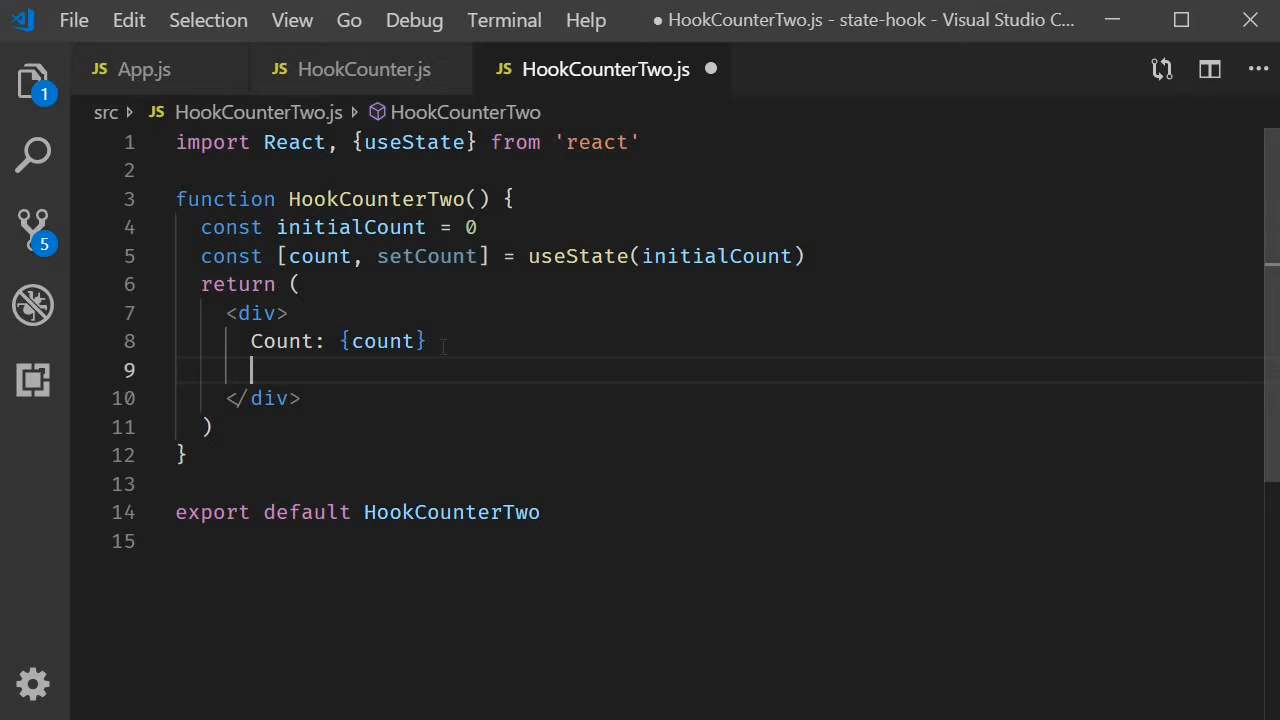 File Edit Selection View Go Debug Terminal Help ● HookCounterTwo.js - state-hook - Visual Studio C...
JS App.js JS HookCounter.js JS HookCounterTwo.js
1
src JS HookCounterTwo.js HookCounterTwo
1 import React, {useState} from 'react'
2
3 function HookCounterTwo() {
4 const initialCount = 0
5 const [count, setCount] = useState(initialCount)
5
6 return (
7 <div>
8 Count: {count}
9
10 </div>
11 )
12 }
13
14 export default HookCounterTwo
15